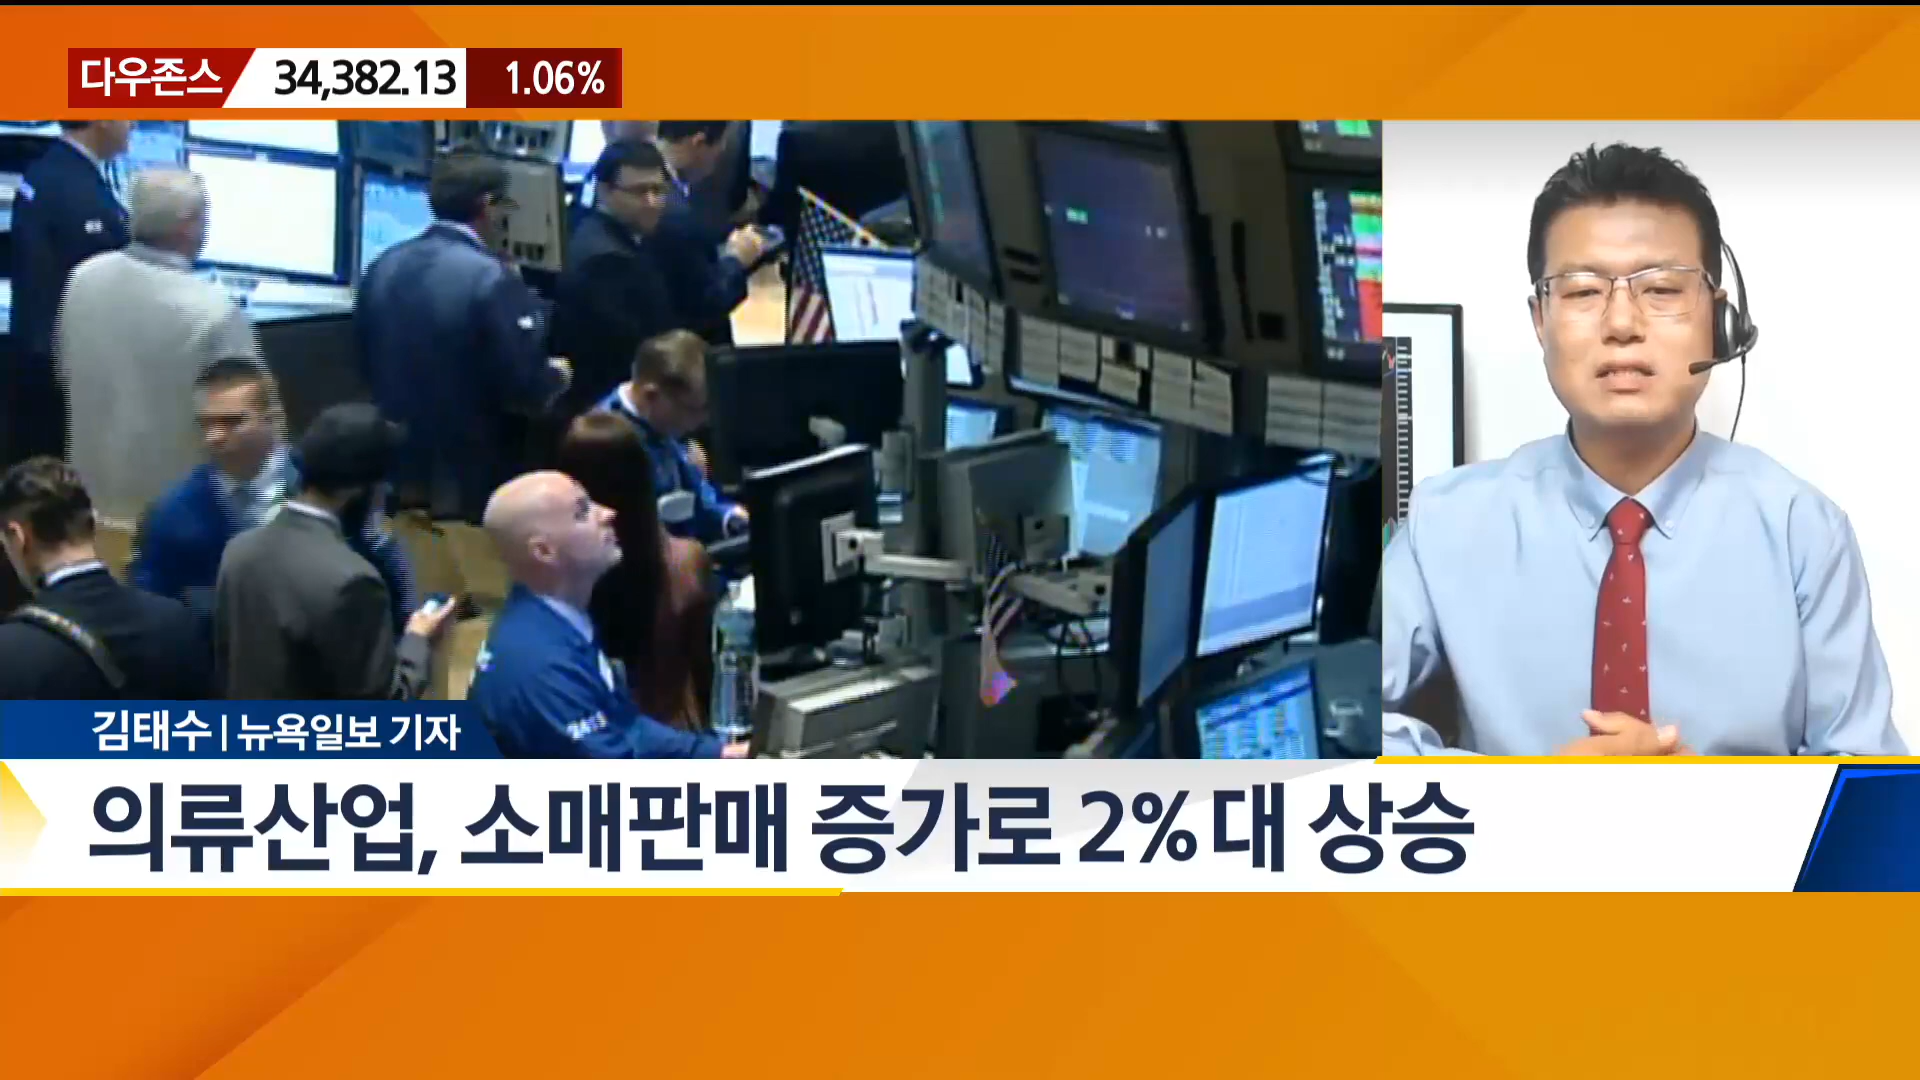 다우존스 34,382.13 1.06%
김태수 | 뉴욕일보 기자
의류산업, 소매판매 증가로 2%대 상승